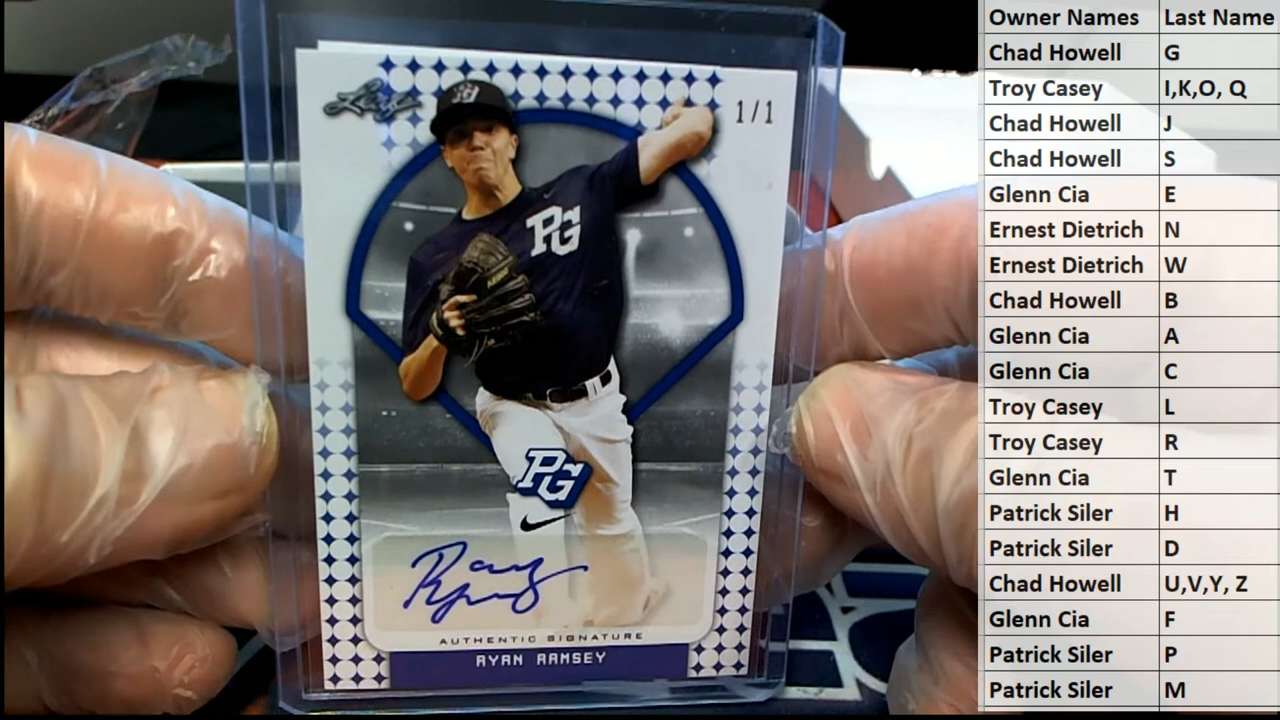 Leaf
1/1
PG
PG
AUTHENTIC SIGNATURE
RYAN RAMSEY
Owner Names Last Name
Chad Howell G
Troy Casey I,K,O, Q
Chad Howell J
Chad Howell S
Glenn Cia E
Ernest Dietrich N
Ernest Dietrich W
Chad Howell B
Glenn Cia A
Glenn Cia C
Troy Casey L
Troy Casey R
Glenn Cia T
Patrick Siler H
Patrick Siler D
Chad Howell U,V,Y, Z
Glenn Cia F
Patrick Siler P
Patrick Siler M